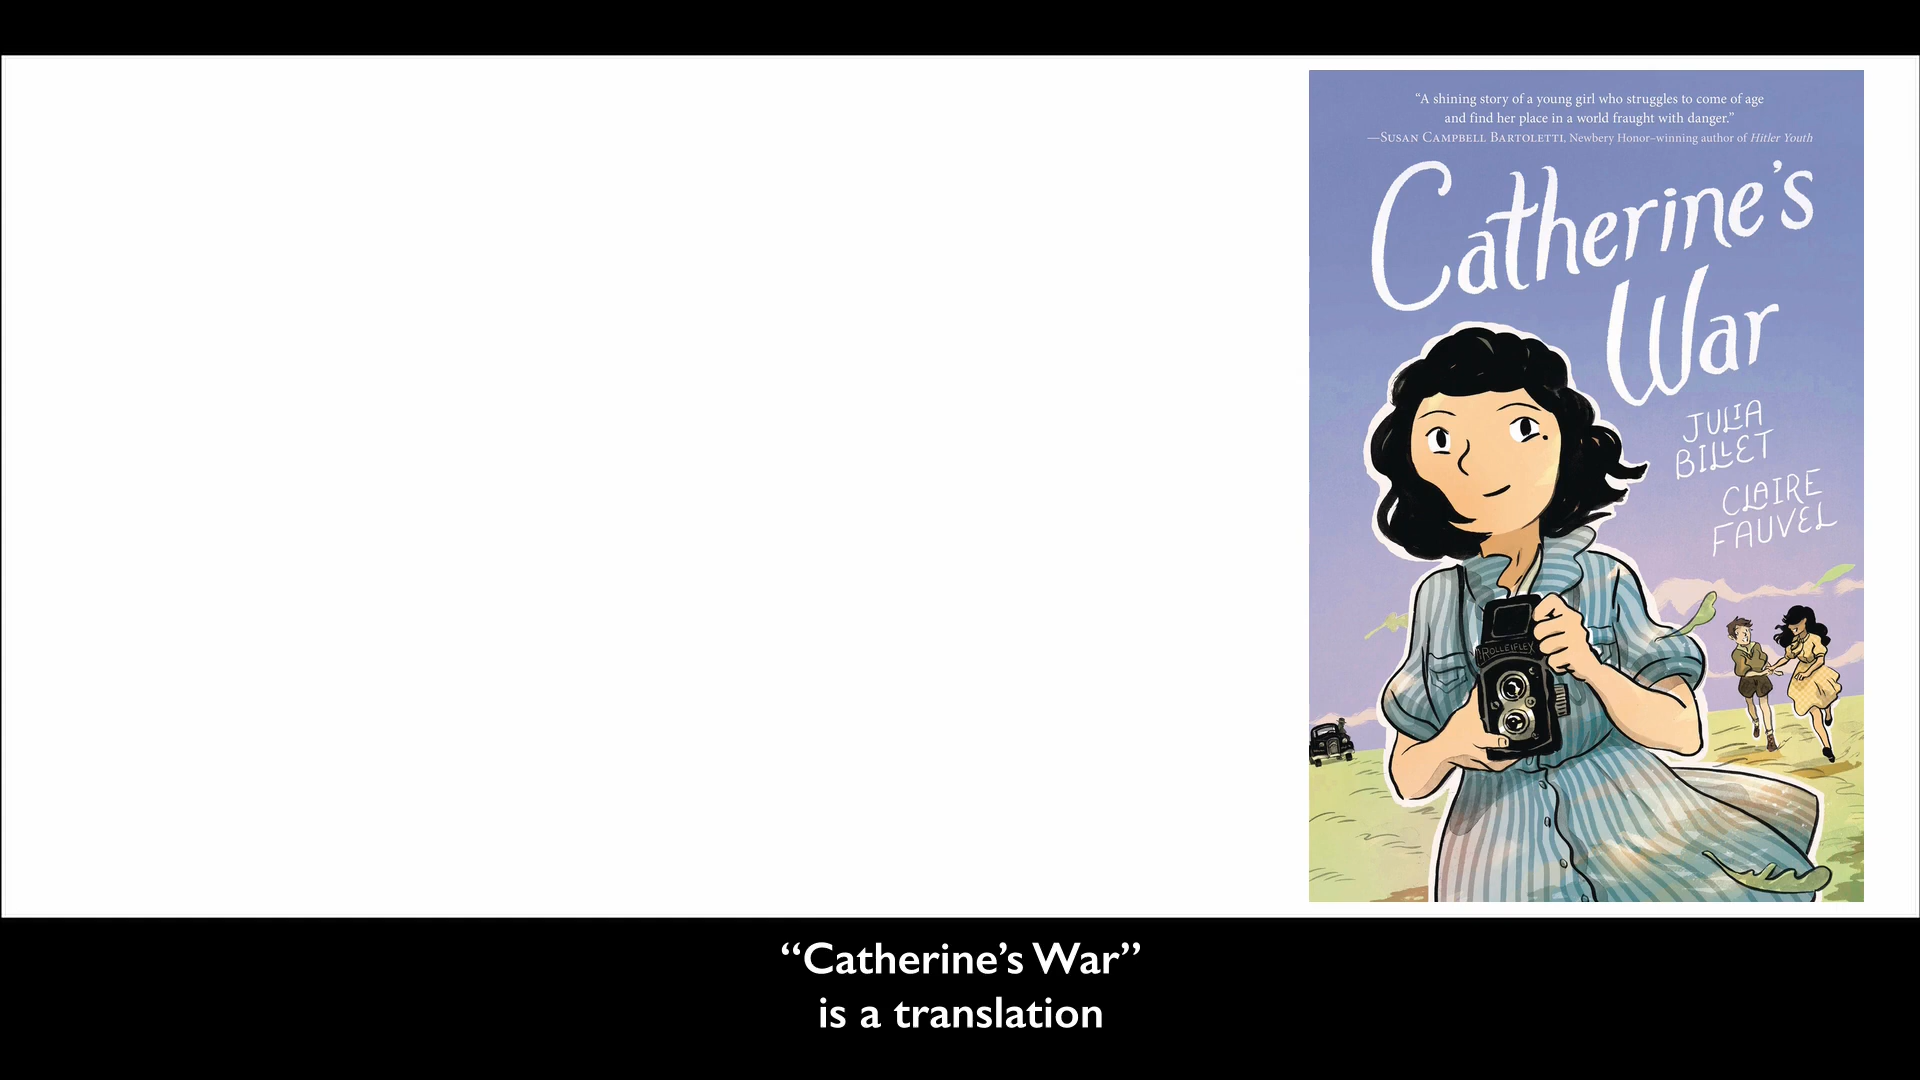 “A shining story of a young girl who struggles to come of age
and find her place in a world fraught with danger.”
—SUSAN CAMPBELL BARTOLETTI, Newbery Honor–winning author of Hitler Youth
Catherine’s
War
JULIA
BILLET
CLAIRE
FAUVEL
ROLLEIFLEX
“Catherine’s War”
is a translation